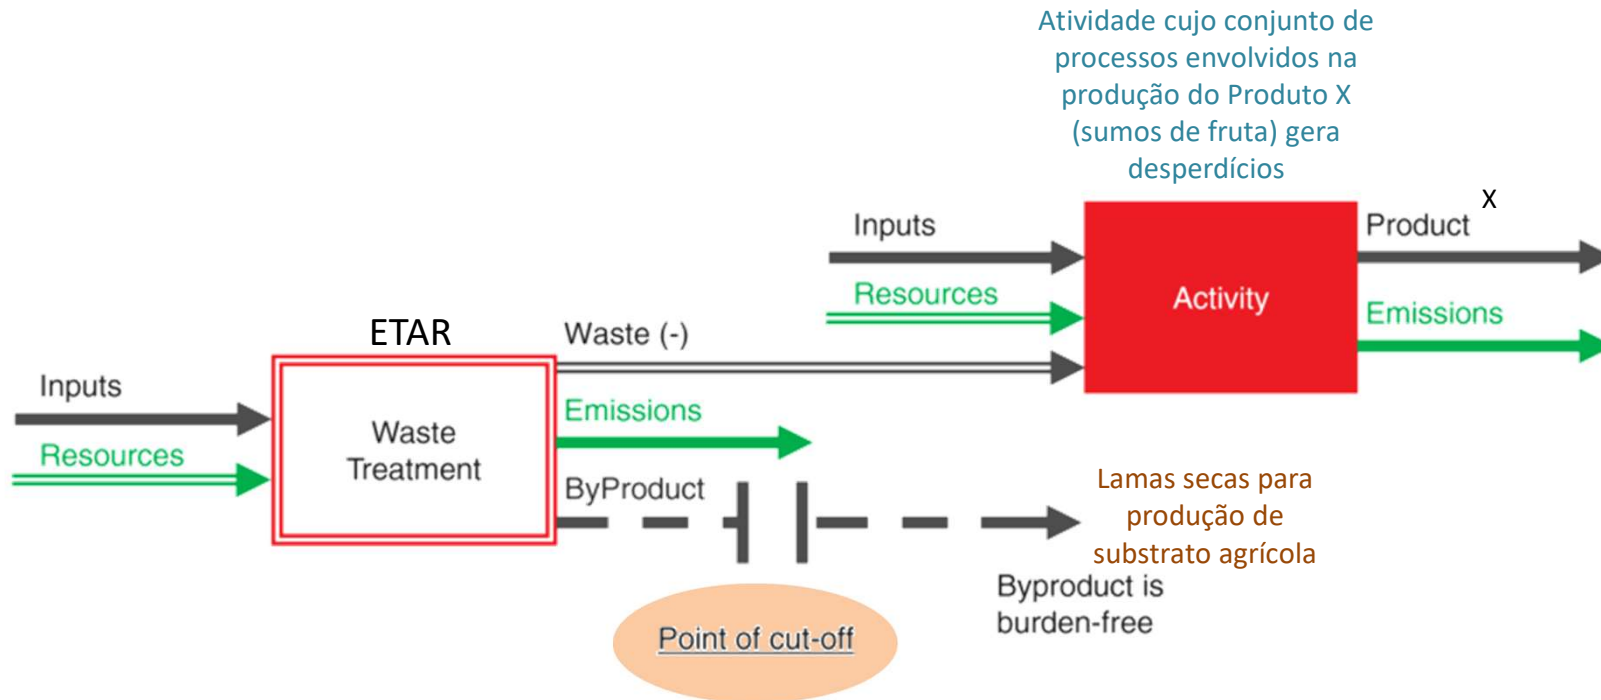 Atividade cujo conjunto de
processos envolvidos na
produção do Produto X
(sumos de fruta) gera
desperdícios
X
Inputs
Product
Resources
Activity
Emissions
ETAR
Waste (-)
Inputs
Emissions
Waste
Treatment
Resources
ByProduct
Lamas secas para
produção de
substrato agrícola
Byproduct is
burden-free
Point of cut-off